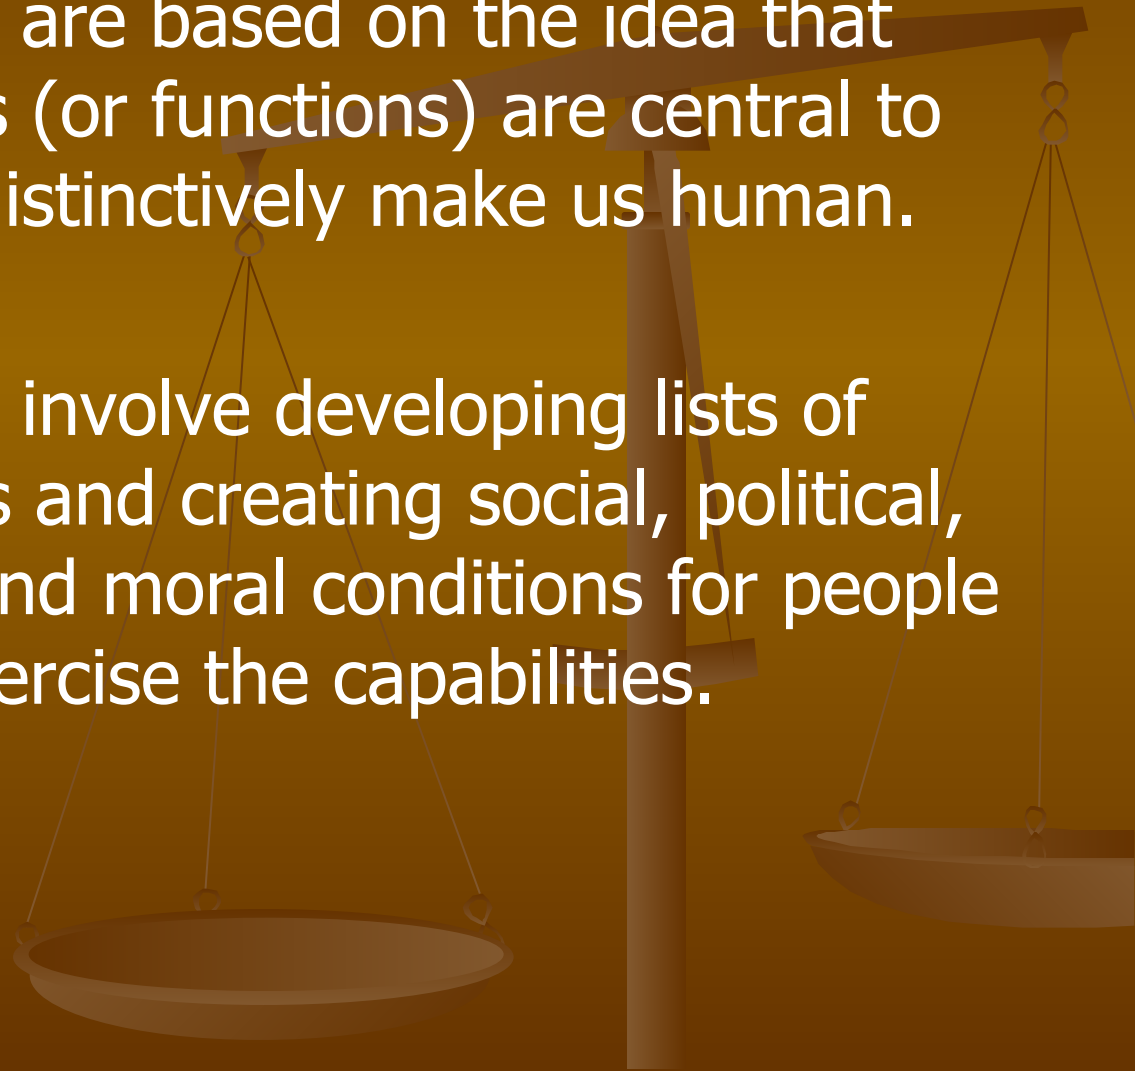 are based on the idea that
s (or functions) are central to
istinctively make us human.
involve developing lists of
s and creating social, political,
nd moral conditions for people
ercise the capabilities.